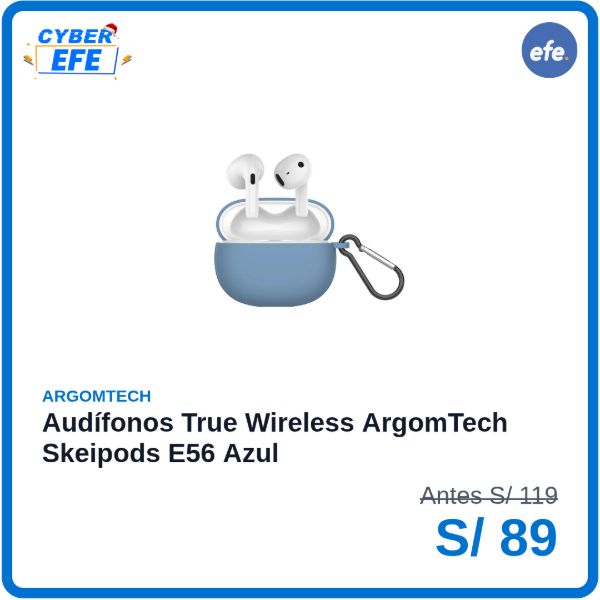 CYBER
EFE
efe.
ARGOMTECH
Audífonos True Wireless ArgomTech
Skeipods E56 Azul
Antes S/ 119
S/ 89